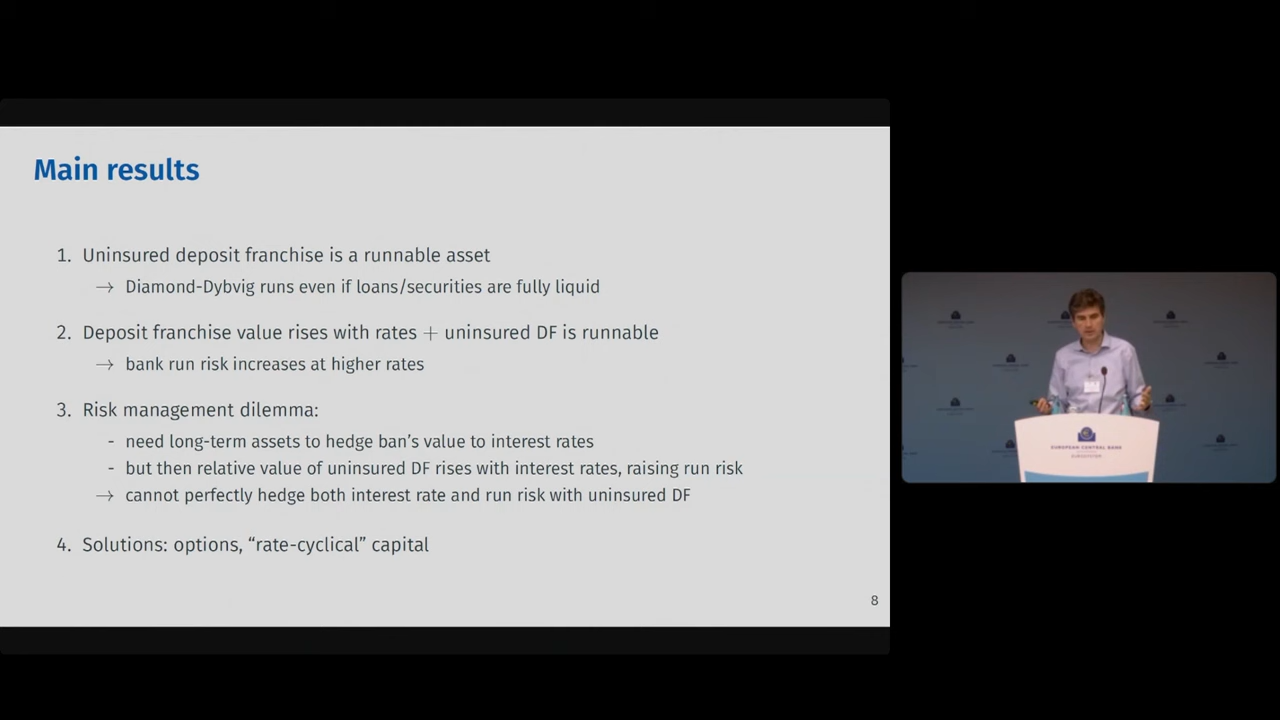 Main results
1. Uninsured deposit franchise is a runnable asset
→ Diamond-Dybvig runs even if loans/securities are fully liquid
2. Deposit franchise value rises with rates + uninsured DF is runnable
→ bank run risk increases at higher rates
3. Risk management dilemma:
- need long-term assets to hedge ban's value to interest rates
- but then relative value of uninsured DF rises with interest rates, raising run risk
→ cannot perfectly hedge both interest rate and run risk with uninsured DF
4. Solutions: options, “rate-cyclical” capital
8
EUROPEAN CENTRAL BANK
EUROSYSTEM